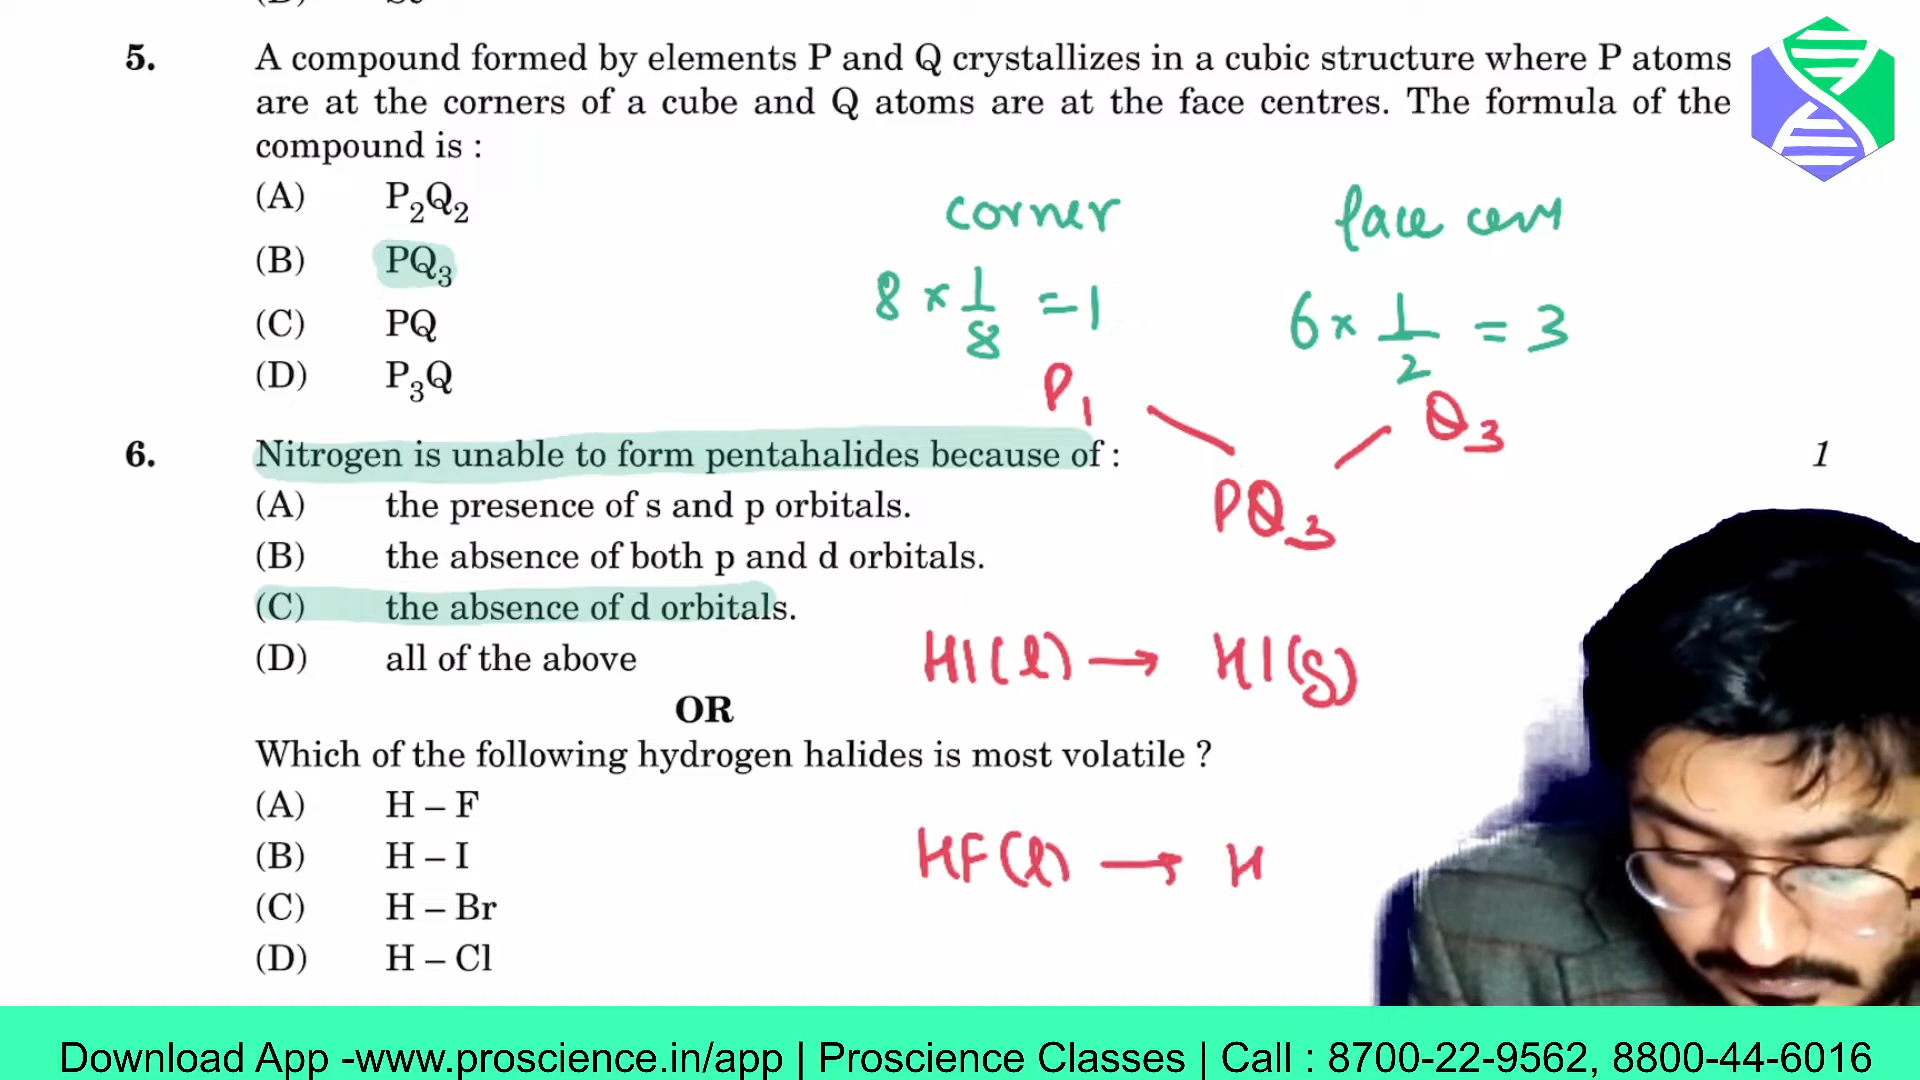 5. A compound formed by elements P and Q crystallizes in a cubic structure where P atoms
are at the corners of a cube and Q atoms are at the face centres. The formula of the
compound is :
(A) P₂Q₂
(B) PQ₃
(C) PQ
(D) P₃Q
corner
8 × 1/8 = 1
P₁
face cent
6 × 1/2 = 3
Q₃
PQ₃
6. Nitrogen is unable to form pentahalides because of : 1
(A) the presence of s and p orbitals.
(B) the absence of both p and d orbitals.
(C) the absence of d orbitals.
(D) all of the above
HI(l) → HI(g)
OR
Which of the following hydrogen halides is most volatile ?
(A) H – F
(B) H – I
(C) H – Br
(D) H – Cl
HF(l) → H
Download App -www.proscience.in/app | Proscience Classes | Call : 8700-22-9562, 8800-44-6016